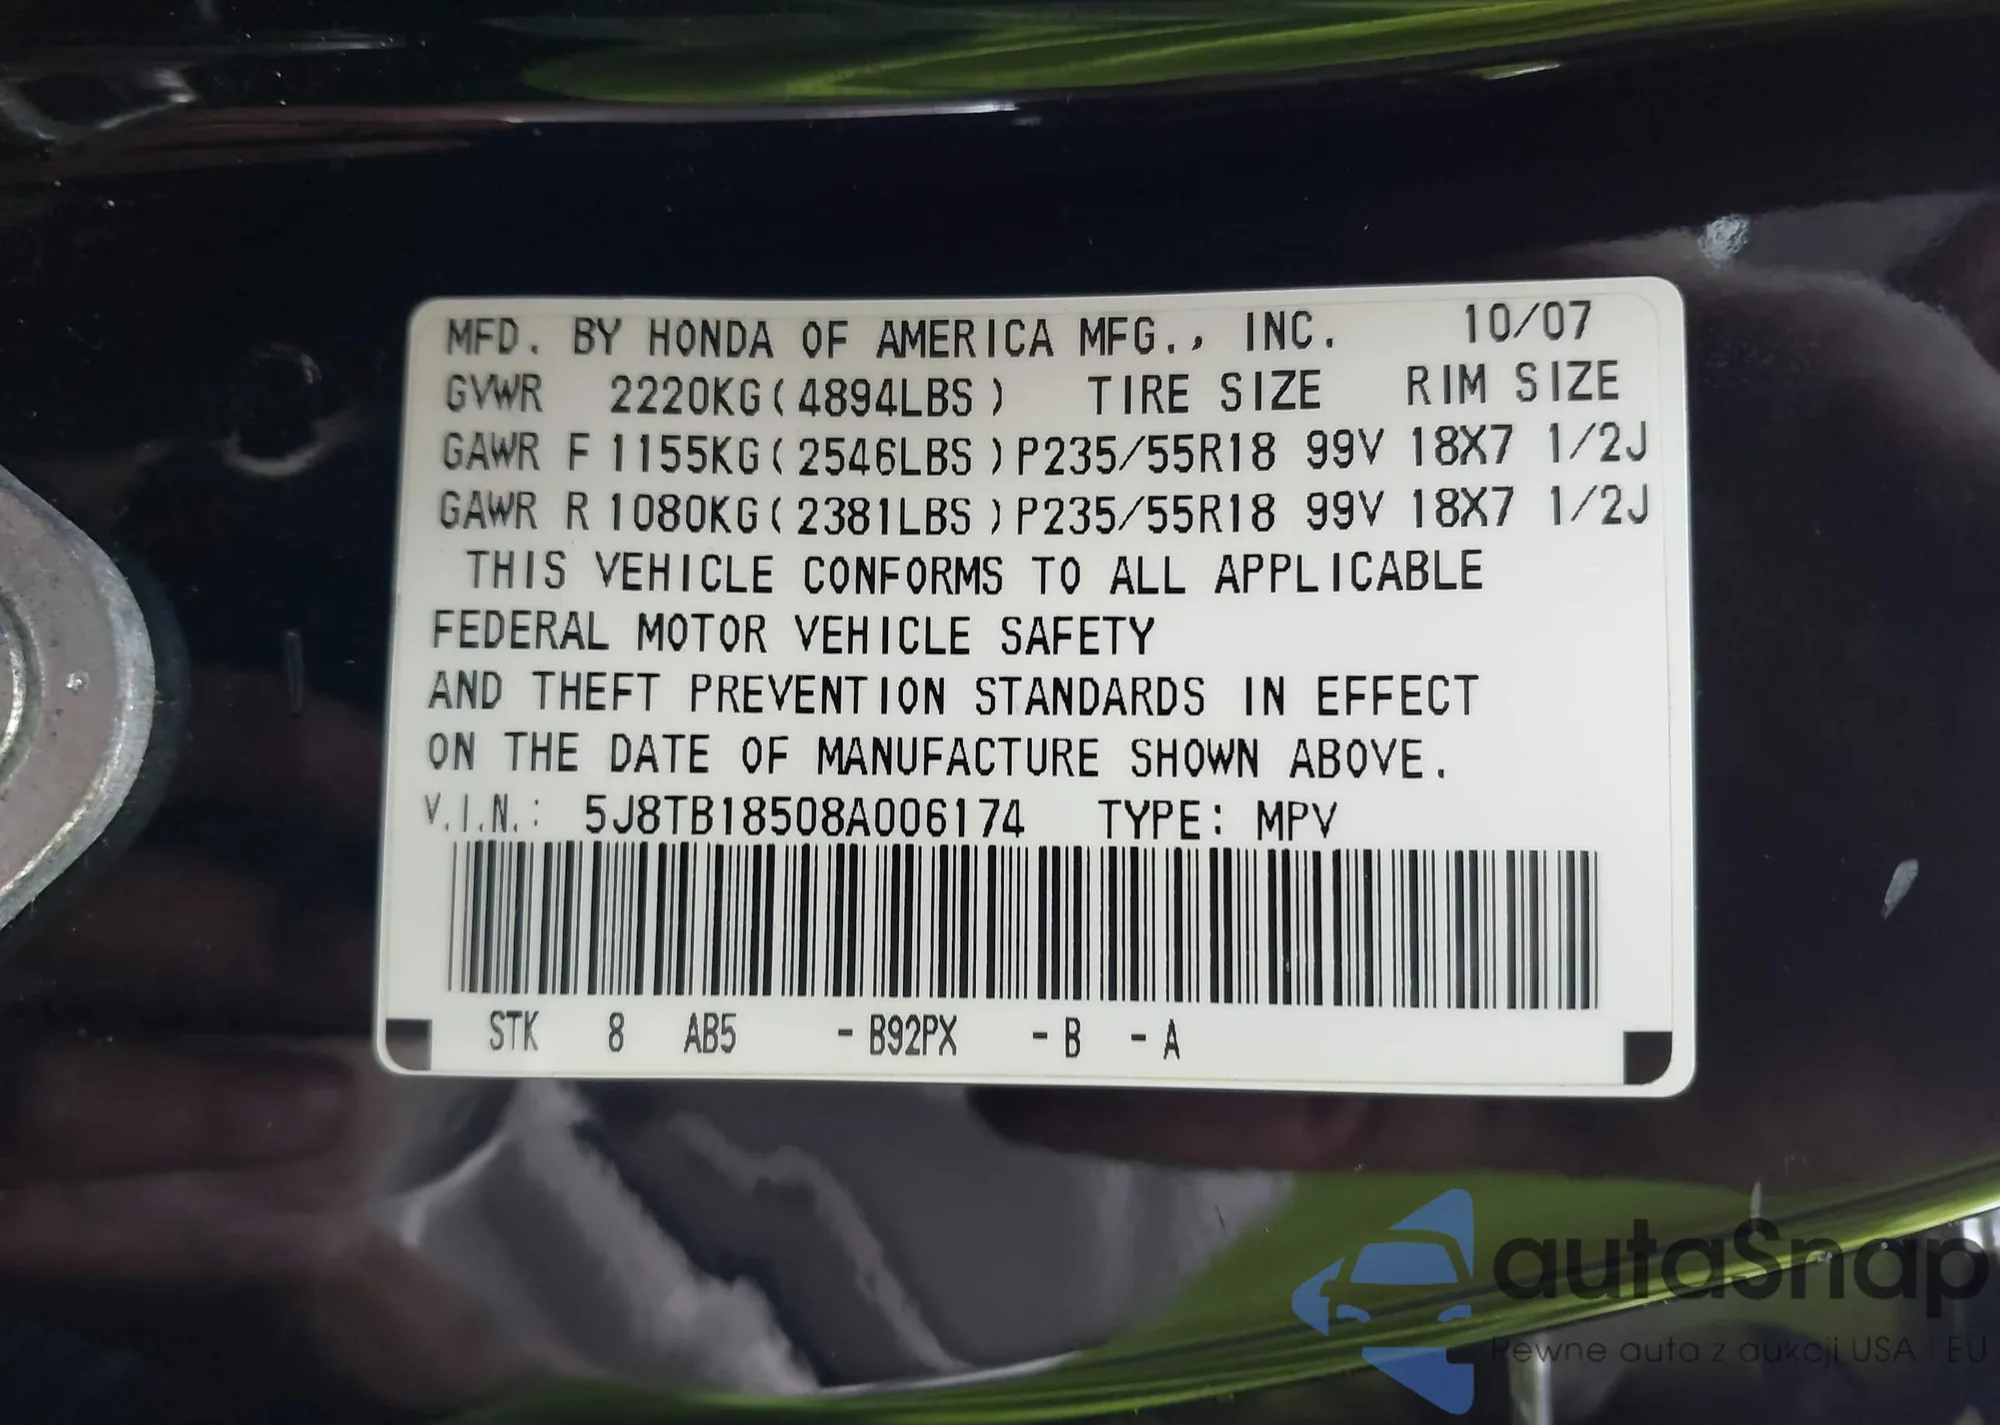 MFD. BY HONDA OF AMERICA MFG., INC. 10/07
GVWR 2220KG(4894LBS) TIRE SIZE RIM SIZE
GAWR F 1155KG(2546LBS)P235/55R18 99V 18X7 1/2J
GAWR R 1080KG(2381LBS)P235/55R18 99V 18X7 1/2J
THIS VEHICLE CONFORMS TO ALL APPLICABLE
FEDERAL MOTOR VEHICLE SAFETY
AND THEFT PREVENTION STANDARDS IN EFFECT
ON THE DATE OF MANUFACTURE SHOWN ABOVE.
V.I.N.: 5J8TB18508A006174 TYPE: MPV
STK 8 AB5 - B92PX - B - A
autaSnap
Pewne auta z aukcji USA i EU